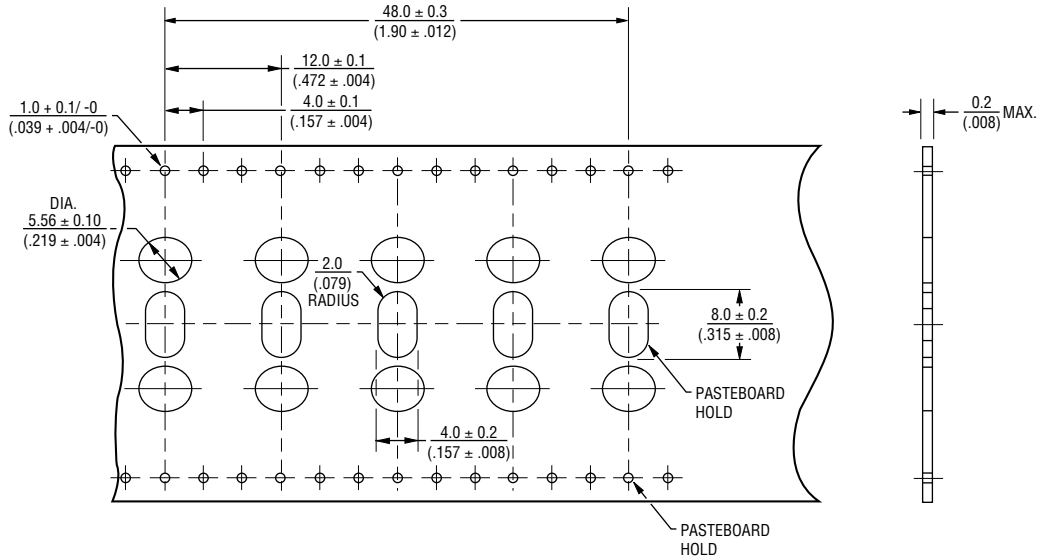 48.0 ± 0.3
(1.90 ± .012)
12.0 ± 0.1
(.472 ± .004)
4.0 ± 0.1
(.157 ± .004)
1.0 + 0.1/ -0
(.039 + .004/-0)
0.2
(.008)
MAX.
DIA.
5.56 ± 0.10
(.219 ± .004)
2.0
(.079)
RADIUS
8.0 ± 0.2
(.315 ± .008)
PASTEBOARD
HOLD
4.0 ± 0.2
(.157 ± .008)
PASTEBOARD
HOLD